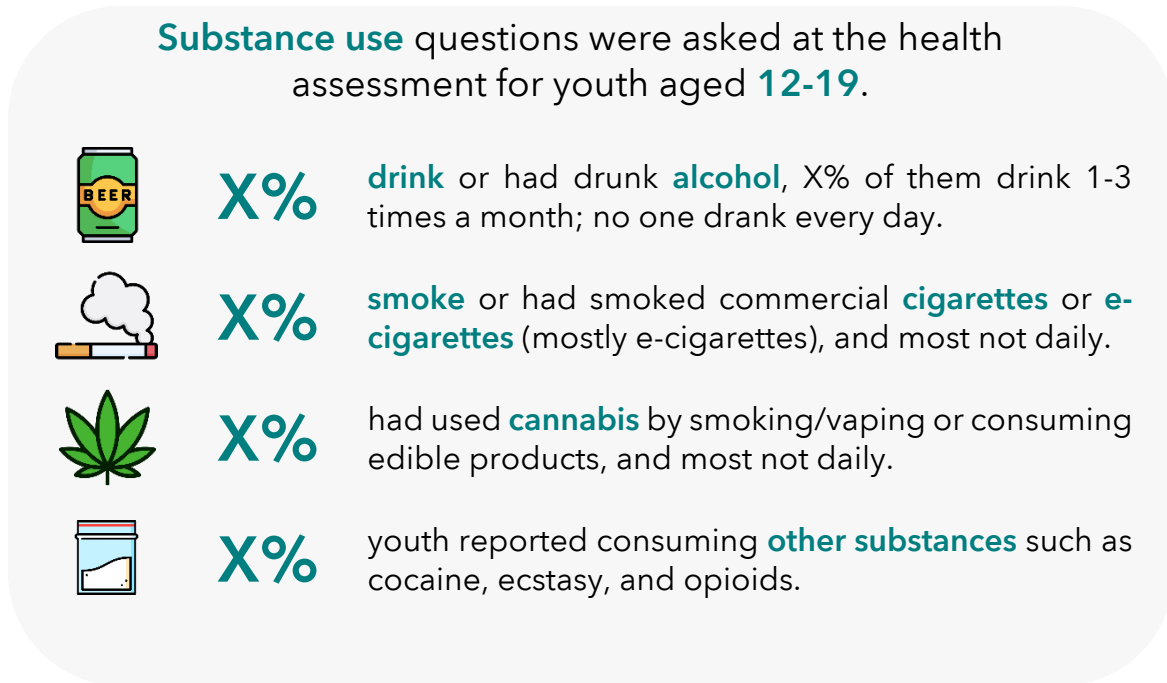 Substance use questions were asked at the health
assessment for youth aged 12-19.
BEER
X%
drink or had drunk alcohol, X% of them drink 1-3
times a month; no one drank every day.
X%
smoke or had smoked commercial cigarettes or e-
cigarettes (mostly e-cigarettes), and most not daily.
X%
had used cannabis by smoking/vaping or consuming
edible products, and most not daily.
X%
youth reported consuming other substances such as
cocaine, ecstasy, and opioids.